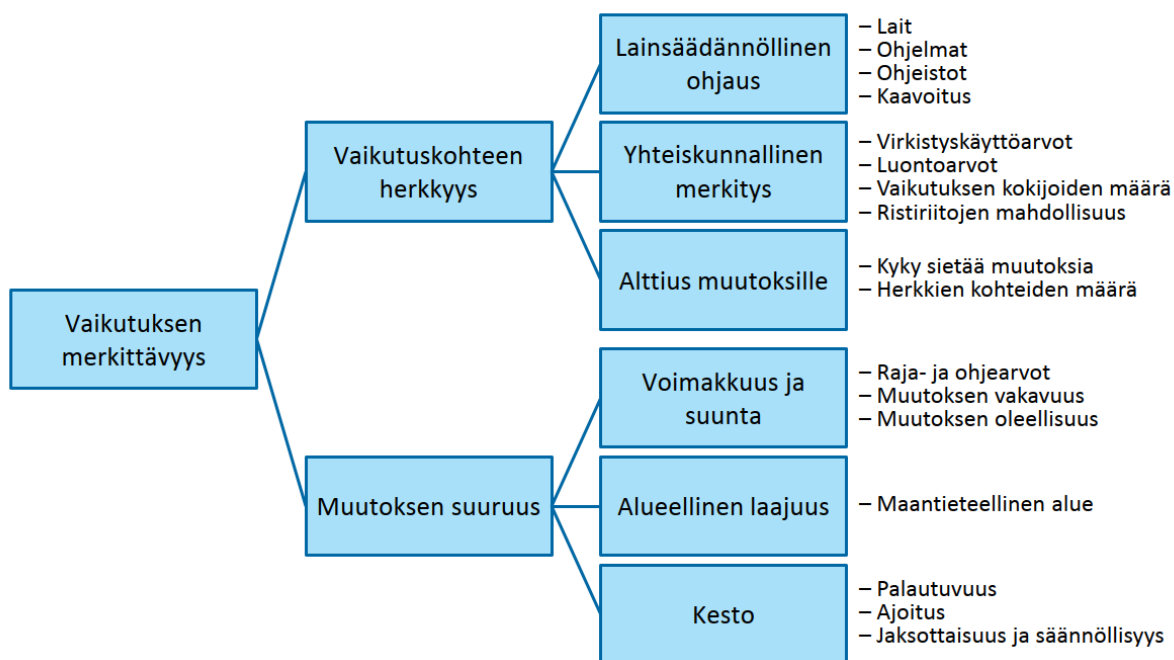 Vaikutuksen
merkittävyys
Vaikutuskohteen
herkkyys
Lainsäädännöllinen
ohjaus
– Lait
– Ohjelmat
– Ohjeistot
– Kaavoitus
Yhteiskunnallinen
merkitys
– Virkistyskäyttöarvot
– Luontoarvot
– Vaikutuksen kokijoiden määrä
– Ristiriitojen mahdollisuus
Alttius muutoksille
– Kyky sietää muutoksia
– Herkkien kohteiden määrä
Muutoksen suuruus
Voimakkuus ja
suunta
– Raja- ja ohjearvot
– Muutoksen vakavuus
– Muutoksen oleellisuus
Alueellinen laajuus
– Maantieteellinen alue
Kesto
– Palautuvuus
– Ajoitus
– Jaksottaisuus ja säännöllisyys